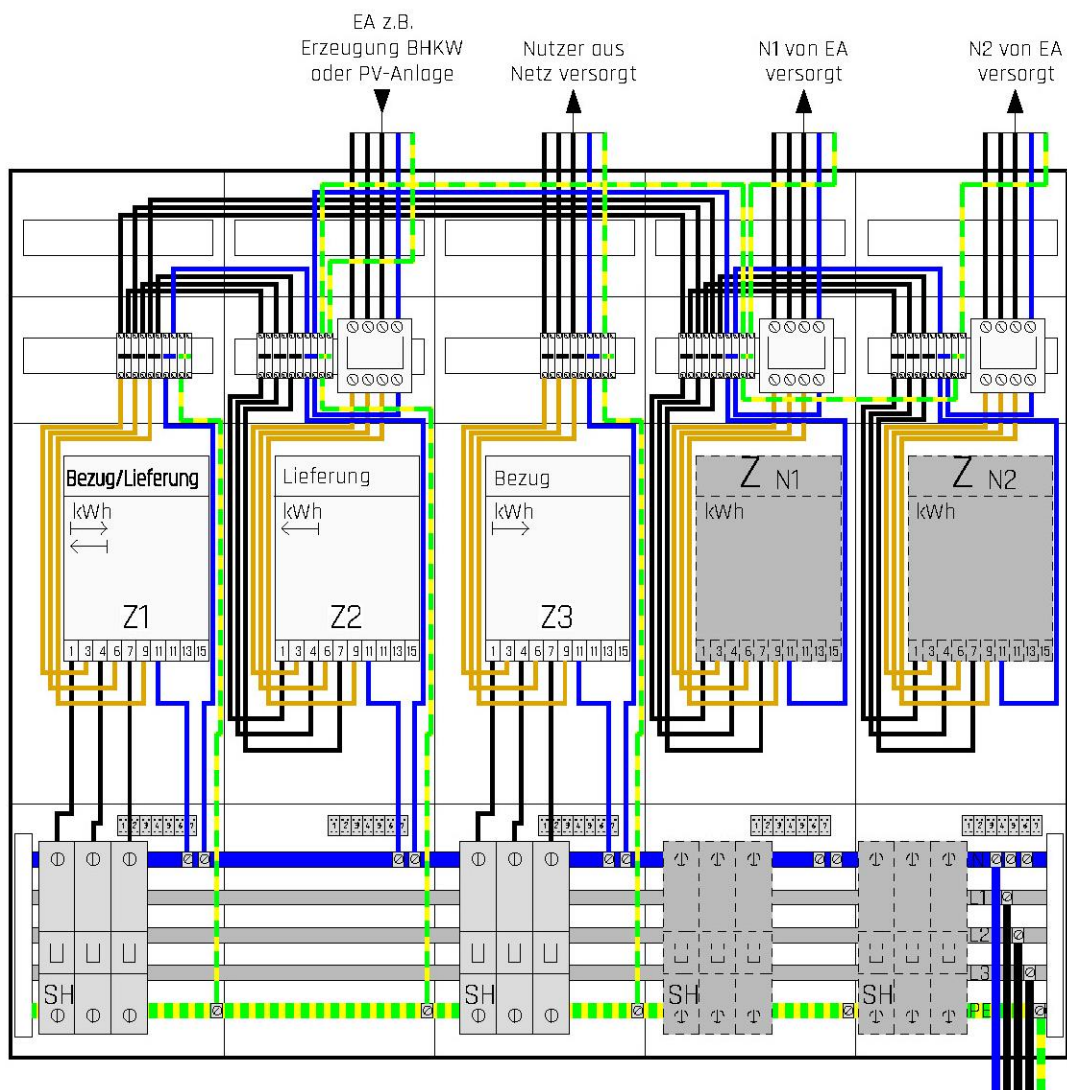 EA z.B.
Erzeugung BHKW
oder PV-Anlage
Nutzer aus
Netz versorgt
N1 von EA
versorgt
N2 von EA
versorgt
Bezug/Lieferung
kWh
Z1
Lieferung
kWh
Z2
Bezug
kWh
Z3
Z N1
kWh
Z N2
kWh
1 3 4 6 7 9 11 11 13 15
1 3 4 6 7 9 11 11 13 15
1 3 4 6 7 9 11 11 13 15
1 3 4 6 7 9 11 11 13 15
1 3 4 6 7 9 11 11 13 15
N
L1
L2
L3
SH
SH
SH
SH
PE